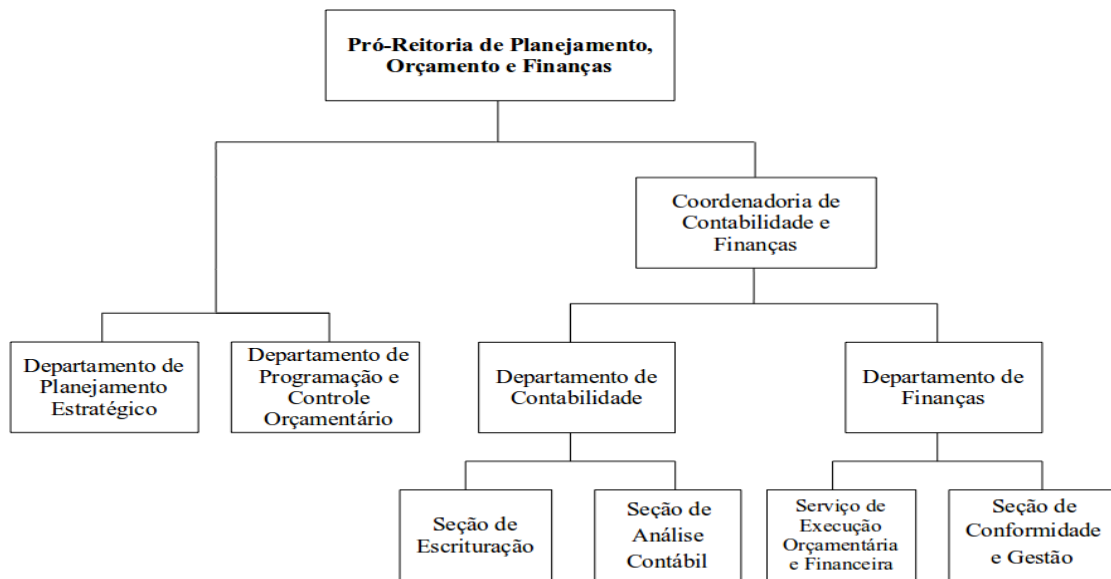 Pró-Reitoria de Planejamento,
Orçamento e Finanças
Coordenadoria de
Contabilidade e
Finanças
Departamento de
Planejamento
Estratégico
Departamento de
Programação e
Controle
Orçamentário
Departamento de
Contabilidade
Departamento de
Finanças
Seção de
Escrituração
Seção de
Análise
Contábil
Serviço de
Execução
Orçamentária
e Financeira
Seção de
Conformidade
e Gestão